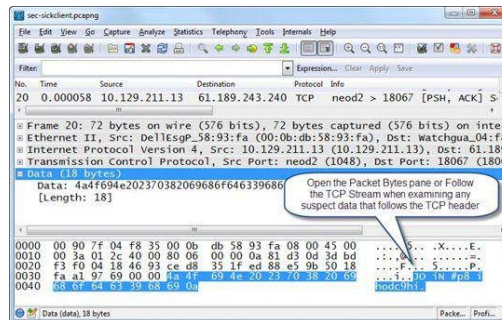 sec-sickclient.pcapng
File Edit View Go Capture Analyze Statistics Telephony Tools Internals Help
Filter: Expression... Clear Apply Save
No. Time Source Destination Protocol Info
20 0.000058 10.129.211.13 61.189.243.240 TCP neod2 > 18067 [PSH, ACK] S
Frame 20: 72 bytes on wire (576 bits), 72 bytes captured (576 bits) on inte
Ethernet II, Src: DellEsgP_58:93:fa (00:0b:db:58:93:fa), Dst: Watchgua_04:f
Internet Protocol Version 4, Src: 10.129.211.13 (10.129.211.13), Dst: 61.18
Transmission Control Protocol, Src Port: neod2 (1048), Dst Port: 18067 (180
Data (18 bytes)
Data: 4a4f694e202370382069686f646339686
[Length: 18]
Open the Packet Bytes pane or Follow
the TCP Stream when examining any
suspect data that follows the TCP header
0000 00 90 7f 04 f8 35 00 0b db 58 93 fa 08 00 45 00 .....5.. .X....E.
0010 00 3a 01 2c 40 00 80 06 00 00 0a 81 d3 0d 3d bd
0020 f3 f0 04 18 46 93 ce d8 35 1f ed 88 e5 9b 50 18
0030 fa a1 97 69 00 00 4a 4f 69 4e 20 23 70 38 20 69 ...i..JO iN #p8 i
0040 68 6f 64 63 39 68 69 0a hodc9hi.
Data (data), 18 bytes Packe... Profi...